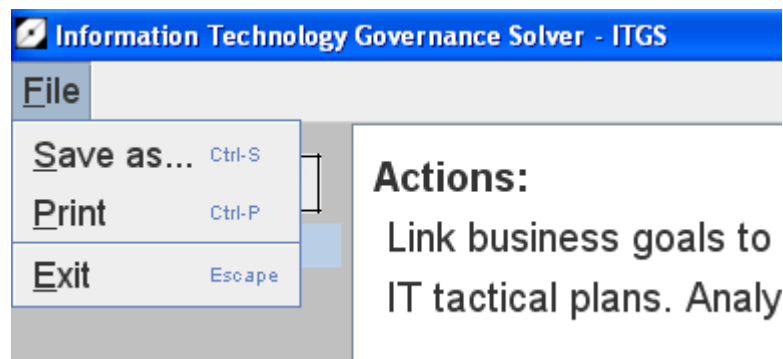 Information Technology Governance Solver - ITGS
File
Save as... Ctrl-S
Print Ctrl-P
Exit Escape
Actions:
Link business goals to
IT tactical plans. Analy